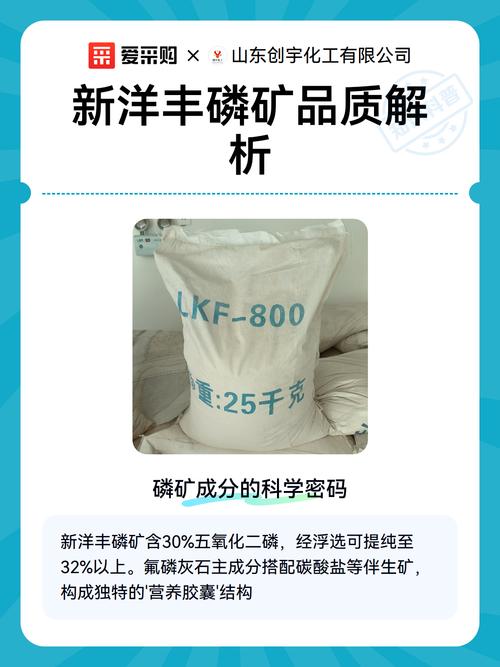 采 爱采购 × 山东创宇化工有限公司
新洋丰磷矿品质解
析
LKF-800
重:25千克
磷矿成分的科学密码
新洋丰磷矿含30%五氧化二磷，经浮选可提纯至
32%以上。氟磷灰石主成分搭配碳酸盐等伴生矿，
构成独特的'营养胶囊'结构